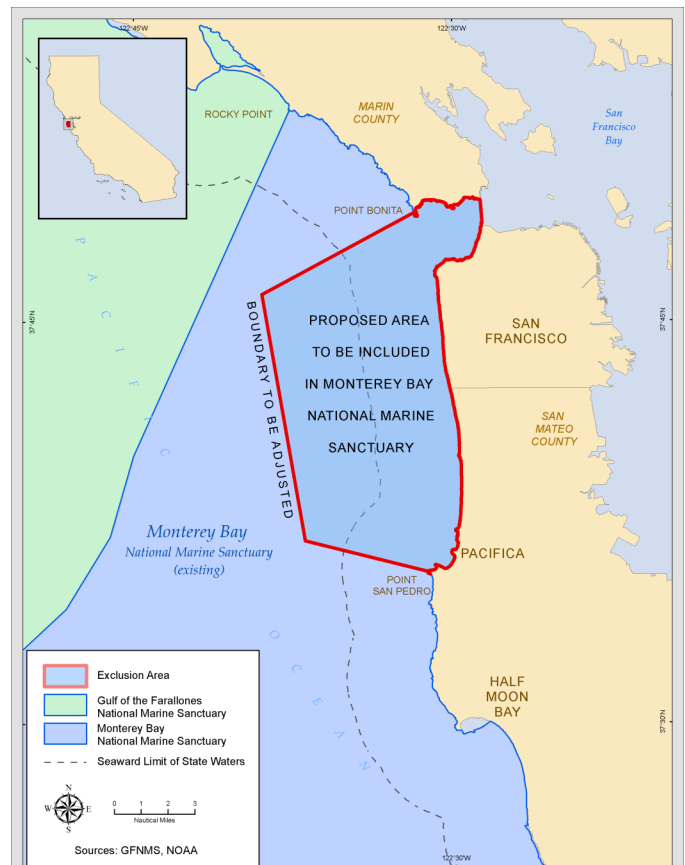 122°45'W
122°30'W
ROCKY POINT
MARIN
COUNTY
San
Francisco
Bay
POINT BONITA
PACIFIC
37°45'N
37°45'N
BOUNDARY TO BE ADJUSTED
PROPOSED AREA
TO BE INCLUDED
IN MONTEREY BAY
NATIONAL MARINE
SANCTUARY
SAN
FRANCISCO
SAN
MATEO
COUNTY
Monterey Bay
National Marine Sanctuary
(existing)
PACIFICA
POINT
SAN PEDRO
OCEAN
HALF
MOON
BAY
37°30'N
Exclusion Area
Gulf of the Farallones
National Marine Sanctuary
Monterey Bay
National Marine Sanctuary
Seaward Limit of State Waters
N
W
E
S
0
1
2
3
Nautical Miles
Sources: GFNMS, NOAA
122°30'W